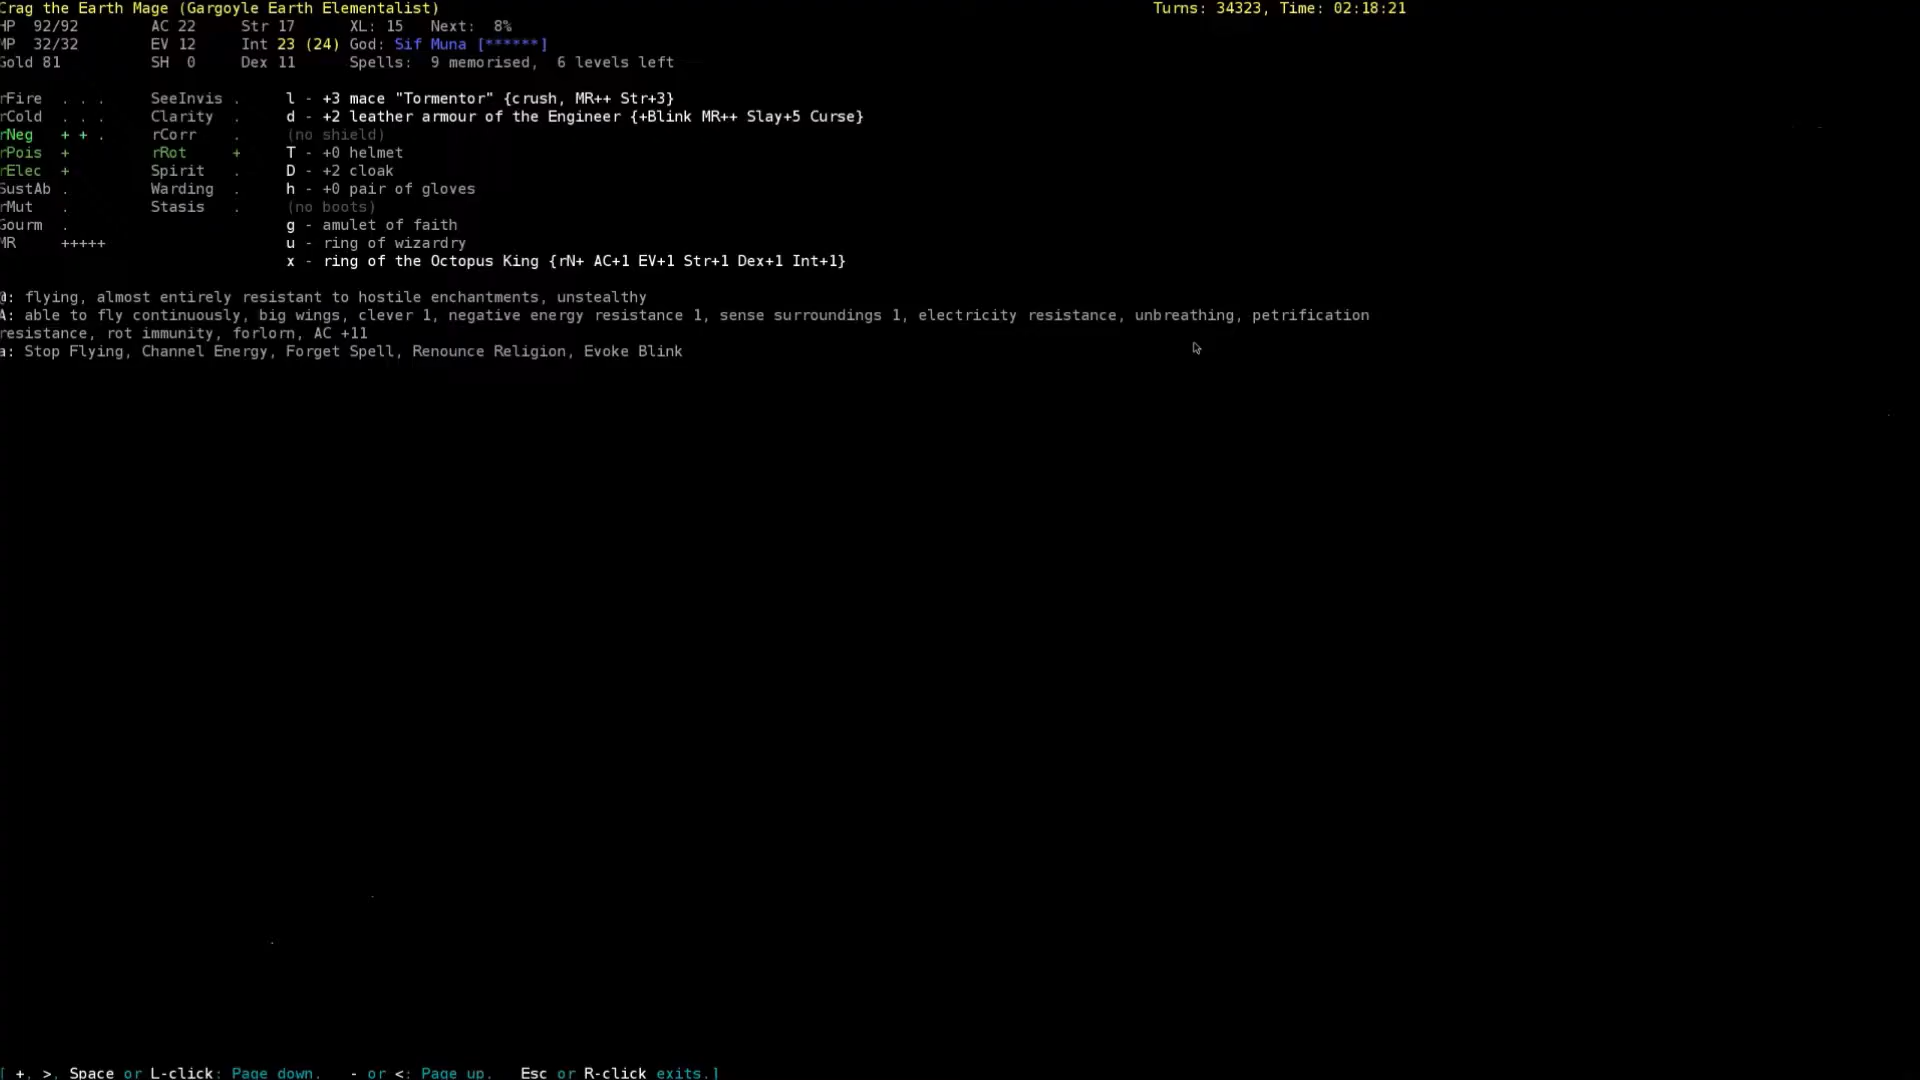 Crag the Earth Mage (Gargoyle Earth Elementalist) Turns: 34323, Time: 02:18:21
HP 92/92 AC 22 Str 17 XL: 15 Next: 8%
MP 32/32 EV 12 Int 23 (24) God: Sif Muna [******]
Gold 81 SH 0 Dex 11 Spells: 9 memorised, 6 levels left
rFire . . . SeeInvis . l - +3 mace "Tormentor" {crush, MR++ Str+3}
rCold . . . Clarity . d - +2 leather armour of the Engineer {+Blink MR++ Slay+5 Curse}
rNeg + + . rCorr . (no shield)
rPois + rRot + T - +0 helmet
rElec + Spirit . D - +2 cloak
SustAb . Warding . h - +0 pair of gloves
rMut . Stasis . (no boots)
Gourm . g - amulet of faith
MR +++++ u - ring of wizardry
x - ring of the Octopus King {rN+ AC+1 EV+1 Str+1 Dex+1 Int+1}
@: flying, almost entirely resistant to hostile enchantments, unstealthy
A: able to fly continuously, big wings, clever 1, negative energy resistance 1, sense surroundings 1, electricity resistance, unbreathing, petrification
resistance, rot immunity, forlorn, AC +11
a: Stop Flying, Channel Energy, Forget Spell, Renounce Religion, Evoke Blink
[ +, >, Space or L-click: Page down. - or <: Page up. Esc or R-click exits.]